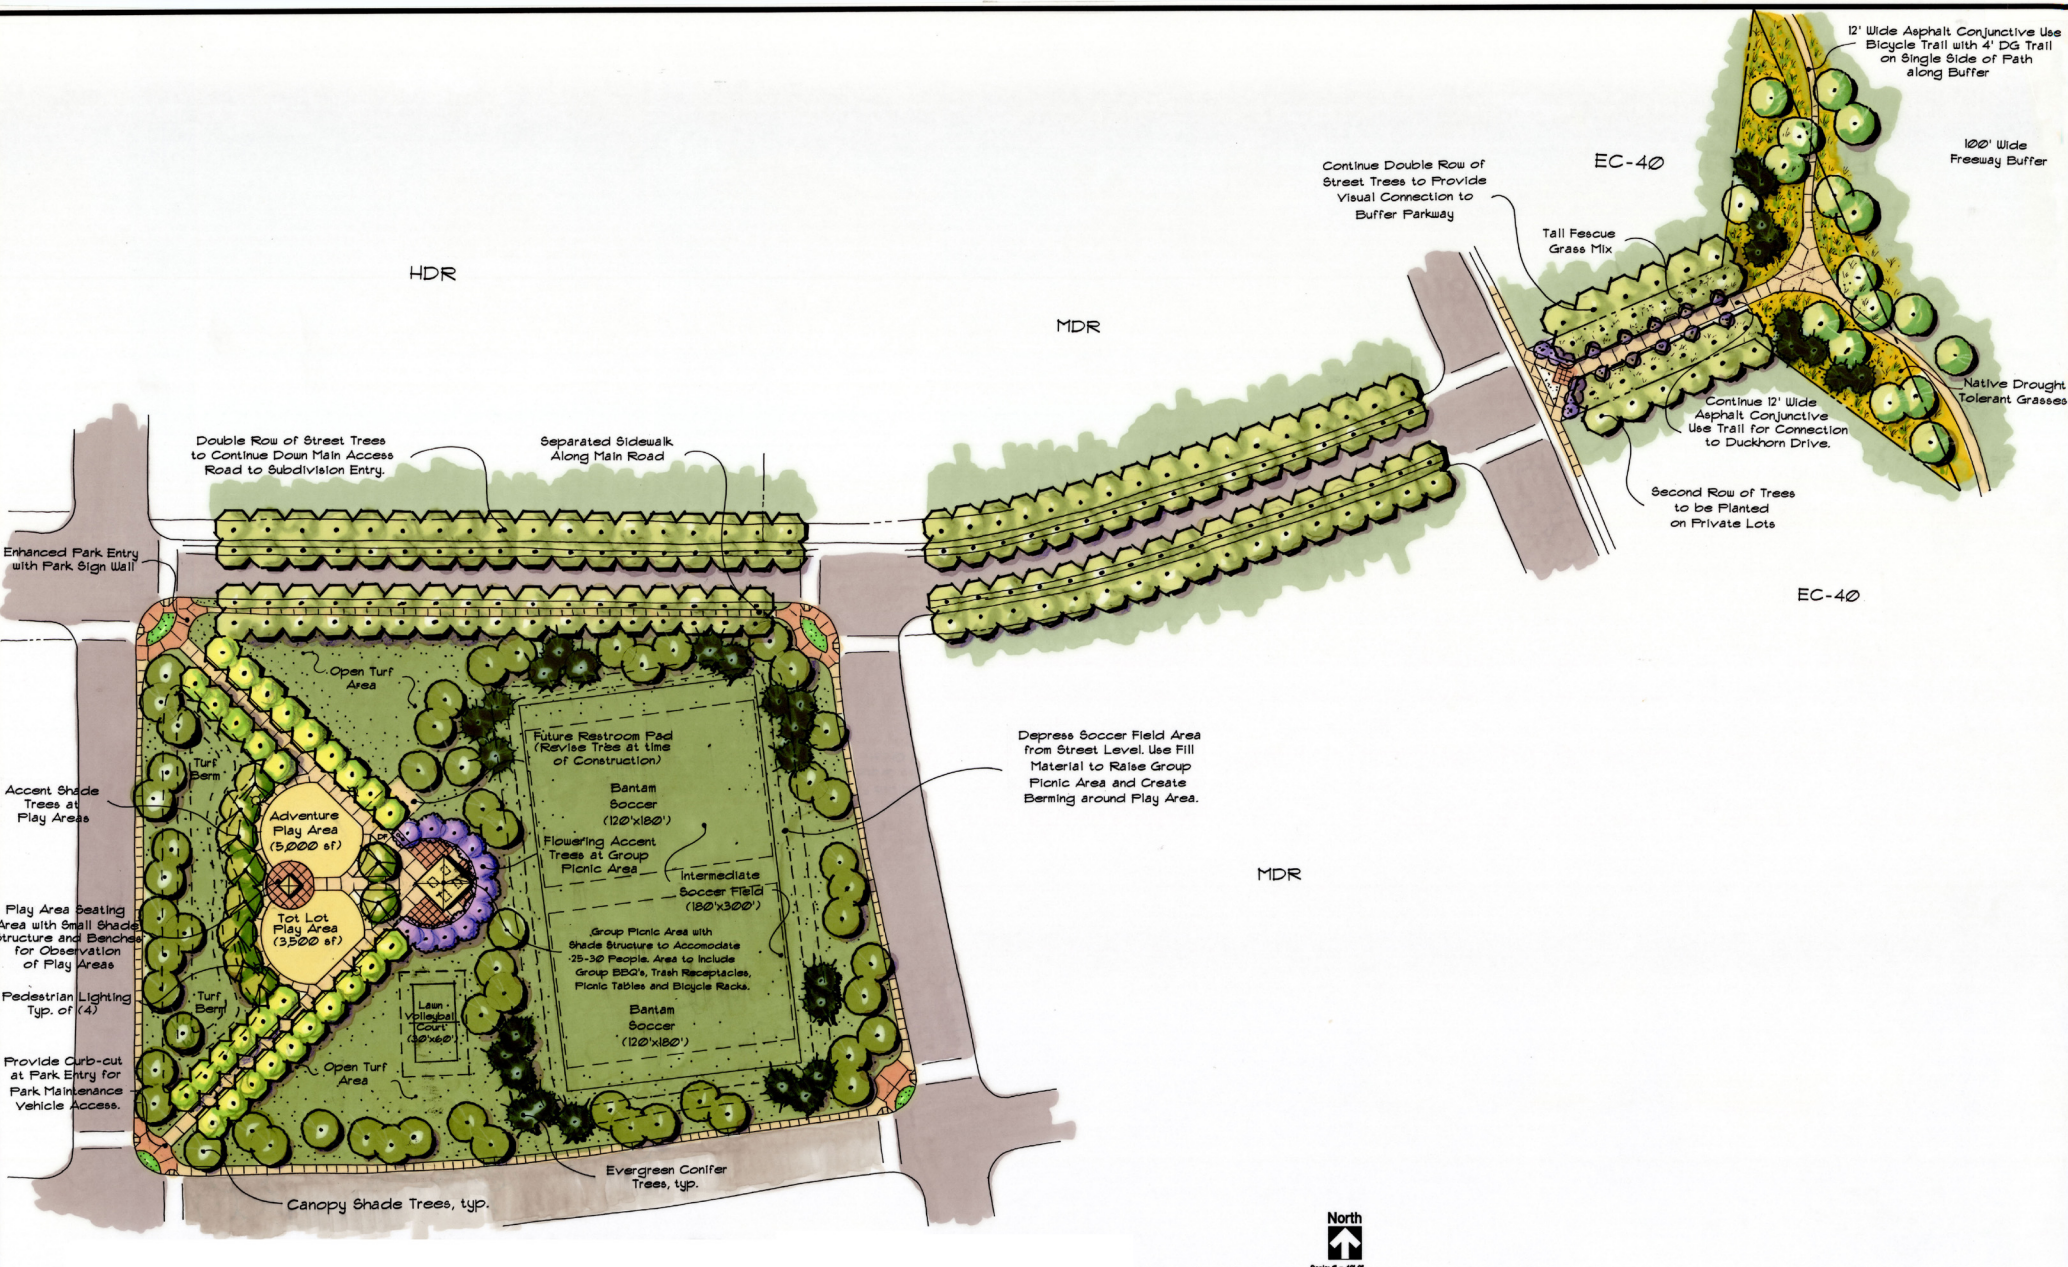 12' Wide Asphalt Conjunctive Use
Bicycle Trail with 4' DG Trail
on Single Side of Path
along Buffer
100' Wide
Freeway Buffer
EC-40
Continue Double Row of
Street Trees to Provide
Visual Connection to
Buffer Parkway
Tall Fescue
Grass Mix
HDR
MDR
Native Drought
Tolerant Grasses
Continue 12' Wide
Asphalt Conjunctive
Use Trail for Connection
to Duckhorn Drive.
Second Row of Trees
to be Planted
on Private Lots
EC-40
Double Row of Street Trees
to Continue Down Main Access
Road to Subdivision Entry.
Separated Sidewalk
Along Main Road
Enhanced Park Entry
with Park Sign Wall
Open Turf
Area
Future Restroom Pad
(Revise Tree at time
of Construction)
Depress Soccer Field Area
from Street Level. Use Fill
Material to Raise Group
Picnic Area and Create
Berming around Play Area.
Turf
Berm
Accent Shade
Trees at
Play Areas
Bantam
Soccer
(120'x180')
Adventure
Play Area
(5,000 sf)
DF
Flowering Accent
Trees at Group
Picnic Area
Intermediate
Soccer Field
(180'x300')
MDR
Play Area Seating
Area with Small Shade
Structure and Benches
for Observation
of Play Areas
Tot Lot
Play Area
(3,500 sf)
Group Picnic Area with
Shade Structure to Accomodate
25-30 People. Area to Include
Group BBQ's, Trash Receptacles,
Picnic Tables and Bicycle Racks.
Pedestrian Lighting
Typ. of (4)
Turf
Berm
Lawn
Volleyball
Court
(30'x60')
Bantam
Soccer
(120'x180')
Provide Curb-cut
at Park Entry for
Park Maintenance
Vehicle Access.
Open Turf
Area
Evergreen Conifer
Trees, typ.
Canopy Shade Trees, typ.
North